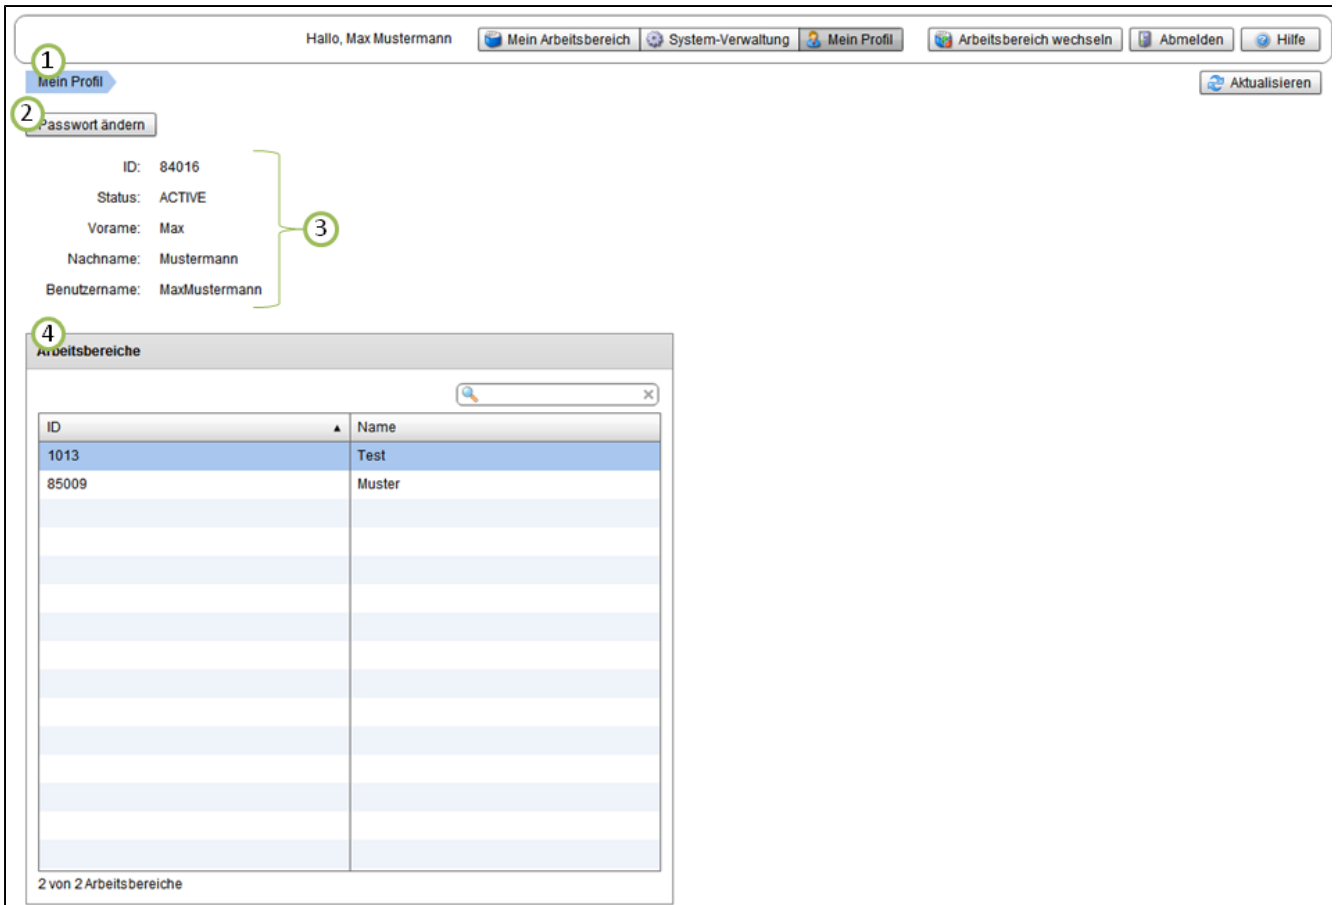 Hallo, Max Mustermann Mein Arbeitsbereich System-Verwaltung Mein Profil Arbeitsbereich wechseln Abmelden Hilfe
1
Mein Profil Aktualisieren
2
Passwort ändern
ID: 84016
Status: ACTIVE
Vorame: Max
3
Nachname: Mustermann
Benutzername: MaxMustermann
4
Arbeitsbereiche
ID Name
1013 Test
85009 Muster
2 von 2 Arbeitsbereiche